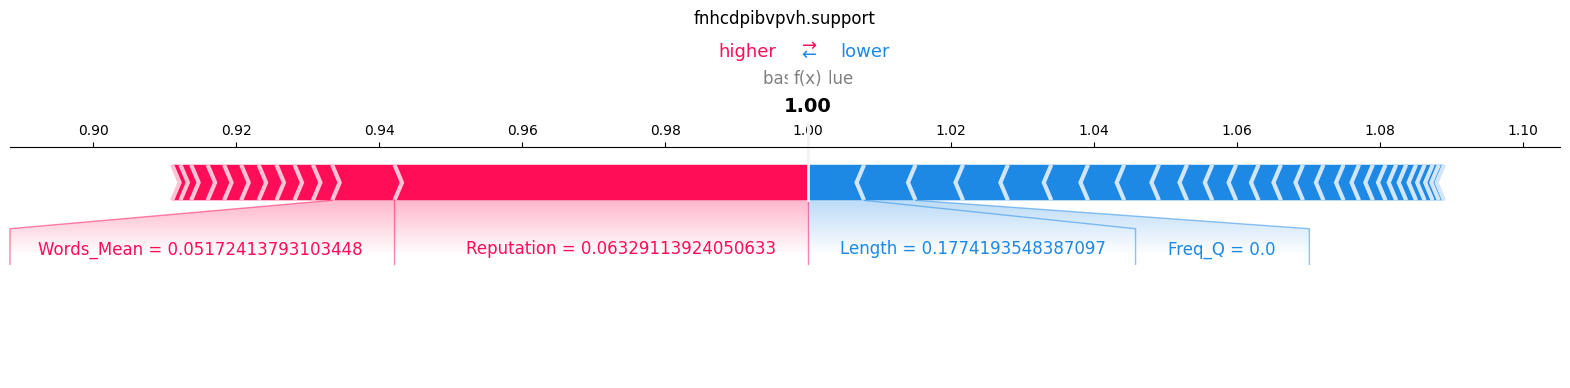 fnhcdpibvpvh.support
higher ⇄ lower
bas f(x) lue
1.00
0.90 0.92 0.94 0.96 0.98 1.00 1.02 1.04 1.06 1.08 1.10
Words_Mean = 0.05172413793103448 Reputation = 0.06329113924050633 Length = 0.1774193548387097 Freq_Q = 0.0